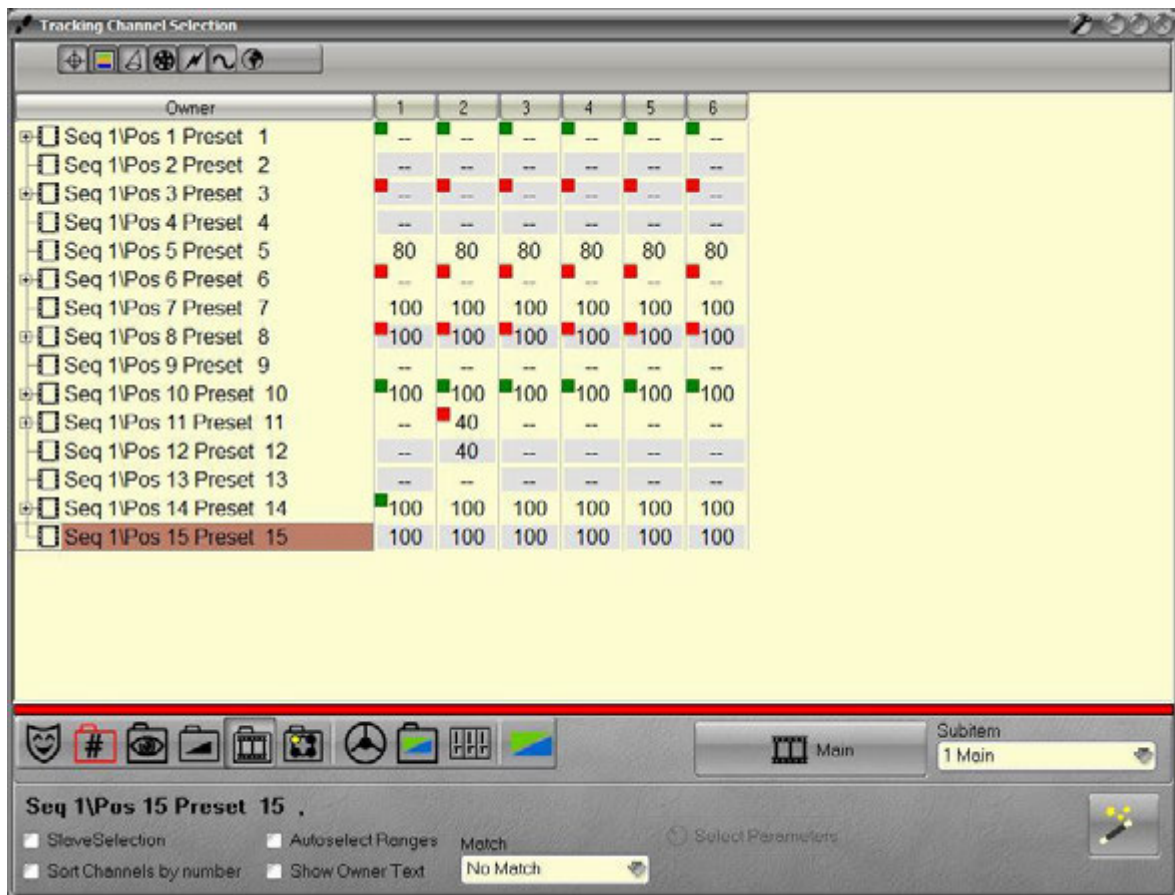 Tracking Channel Selection
Owner 1 2 3 4 5 6
Seq 1\Pos 1 Preset 1 -- -- -- -- -- --
Seq 1\Pos 2 Preset 2 -- -- -- -- -- --
Seq 1\Pos 3 Preset 3 -- -- -- -- -- --
Seq 1\Pos 4 Preset 4 -- -- -- -- -- --
Seq 1\Pos 5 Preset 5 80 80 80 80 80 80
Seq 1\Pos 6 Preset 6 -- -- -- -- -- --
Seq 1\Pos 7 Preset 7 100 100 100 100 100 100
Seq 1\Pos 8 Preset 8 100 100 100 100 100 100
Seq 1\Pos 9 Preset 9 -- -- -- -- -- --
Seq 1\Pos 10 Preset 10 100 100 100 100 100 100
Seq 1\Pos 11 Preset 11 -- 40 -- -- -- --
Seq 1\Pos 12 Preset 12 -- 40 -- -- -- --
Seq 1\Pos 13 Preset 13 -- -- -- -- -- --
Seq 1\Pos 14 Preset 14 100 100 100 100 100 100
Seq 1\Pos 15 Preset 15 100 100 100 100 100 100
#
Main
Subitem
1 Main
Seq 1\Pos 15 Preset 15 .
SlaveSelection
Autoselect Ranges
Match
Select Parameters
Sort Channels by number
Show Owner Text
No Match